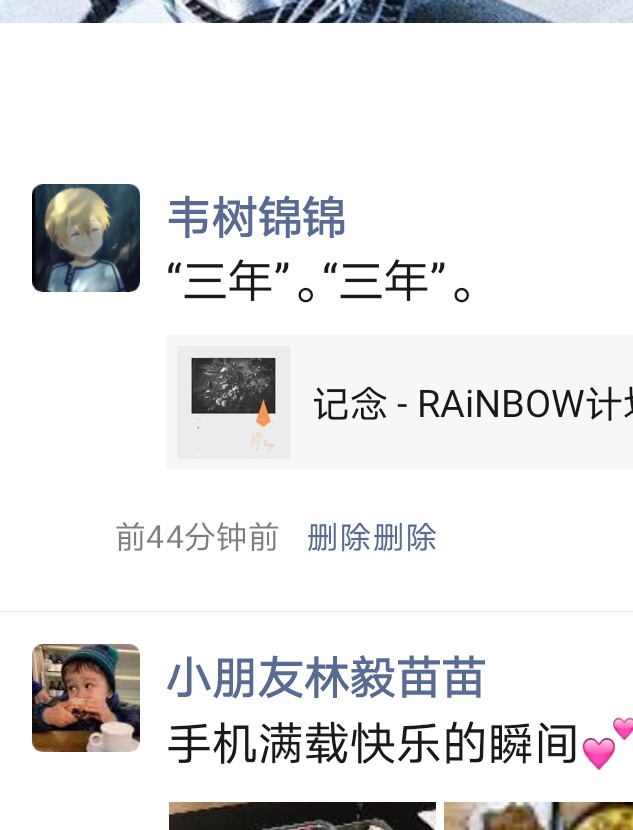 韦树锦锦
“三年”。“三年”。
记念 - RAiNBOW计
前44分钟前 删除删除
小朋友林毅苗苗
手机满载快乐的瞬间💕